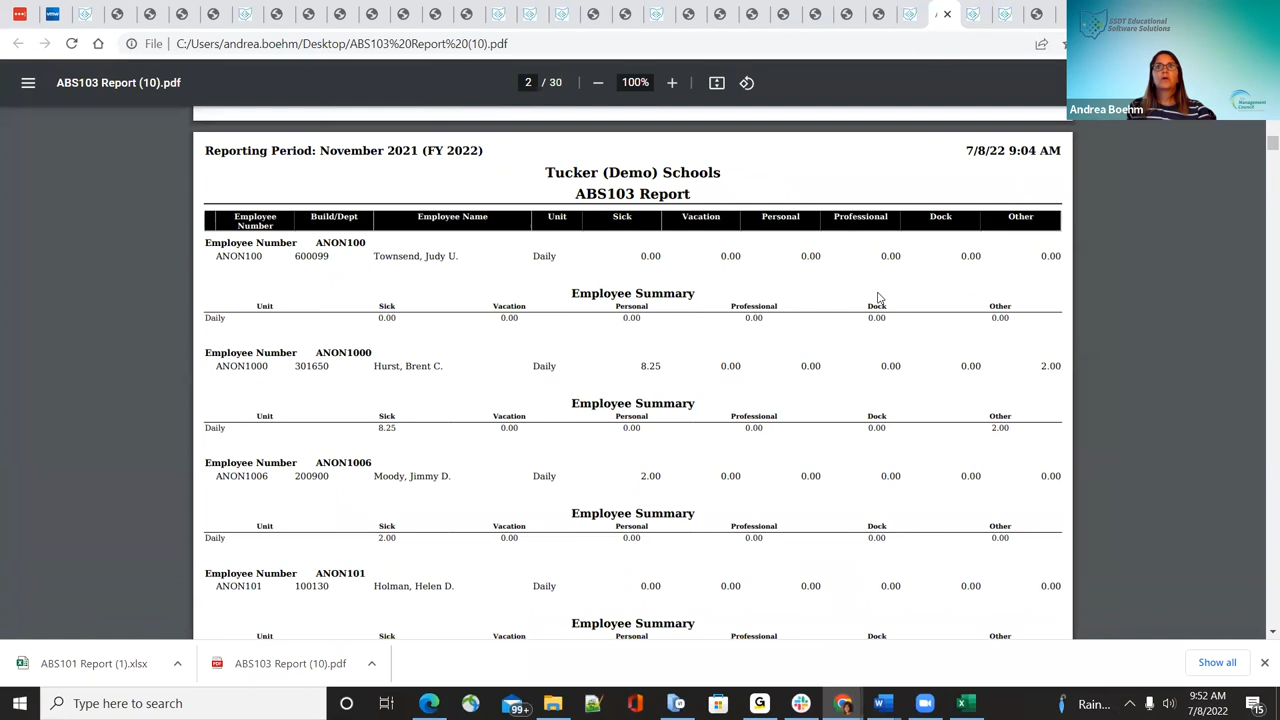 vmw
A
File
C:/Users/andrea.boehm/Desktop/ABS103%20Report%20(10).pdf
SSDT Educational
Software Solutions
Management
Council
Andrea Boehm
ABS103 Report (10).pdf
2 / 30
100%
Reporting Period: November 2021 (FY 2022) 7/8/22 9:04 AM
Tucker (Demo) Schools
ABS103 Report
Employee Number Build/Dept Employee Name Unit Sick Vacation Personal Professional Dock Other
Employee Number ANON100
ANON100 600099 Townsend, Judy U. Daily 0.00 0.00 0.00 0.00 0.00 0.00
Employee Summary
Unit Sick Vacation Personal Professional Dock Other
Daily 0.00 0.00 0.00 0.00 0.00 0.00
Employee Number ANON1000
ANON1000 301650 Hurst, Brent C. Daily 8.25 0.00 0.00 0.00 0.00 2.00
Employee Summary
Unit Sick Vacation Personal Professional Dock Other
Daily 8.25 0.00 0.00 0.00 0.00 2.00
Employee Number ANON1006
ANON1006 200900 Moody, Jimmy D. Daily 2.00 0.00 0.00 0.00 0.00 0.00
Employee Summary
Unit Sick Vacation Personal Professional Dock Other
Daily 2.00 0.00 0.00 0.00 0.00 0.00
Employee Number ANON101
ANON101 100130 Holman, Helen D. Daily 0.00 0.00 0.00 0.00 0.00 0.00
Employee Summary
Unit Sick Vacation Personal Professional Dock Other
ABS101 Report (1).xlsx
PDF
ABS103 Report (10).pdf
Show all
Type here to search
99+
G
Rain...
9:52 AM
7/8/2022
15